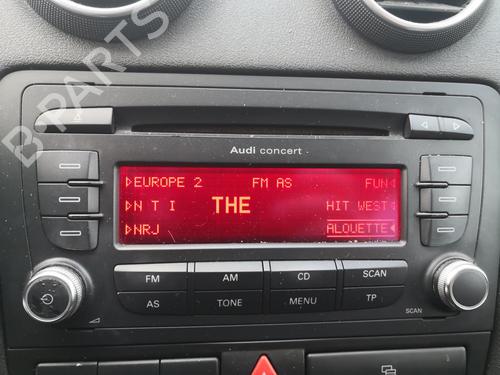 B-PARTS
Audi concert
EUROPE 2 FM AS FUN
N T I THE HIT WEST
NRJ ALOUETTE
FM AM CD SCAN
AS TONE MENU TP
SCAN